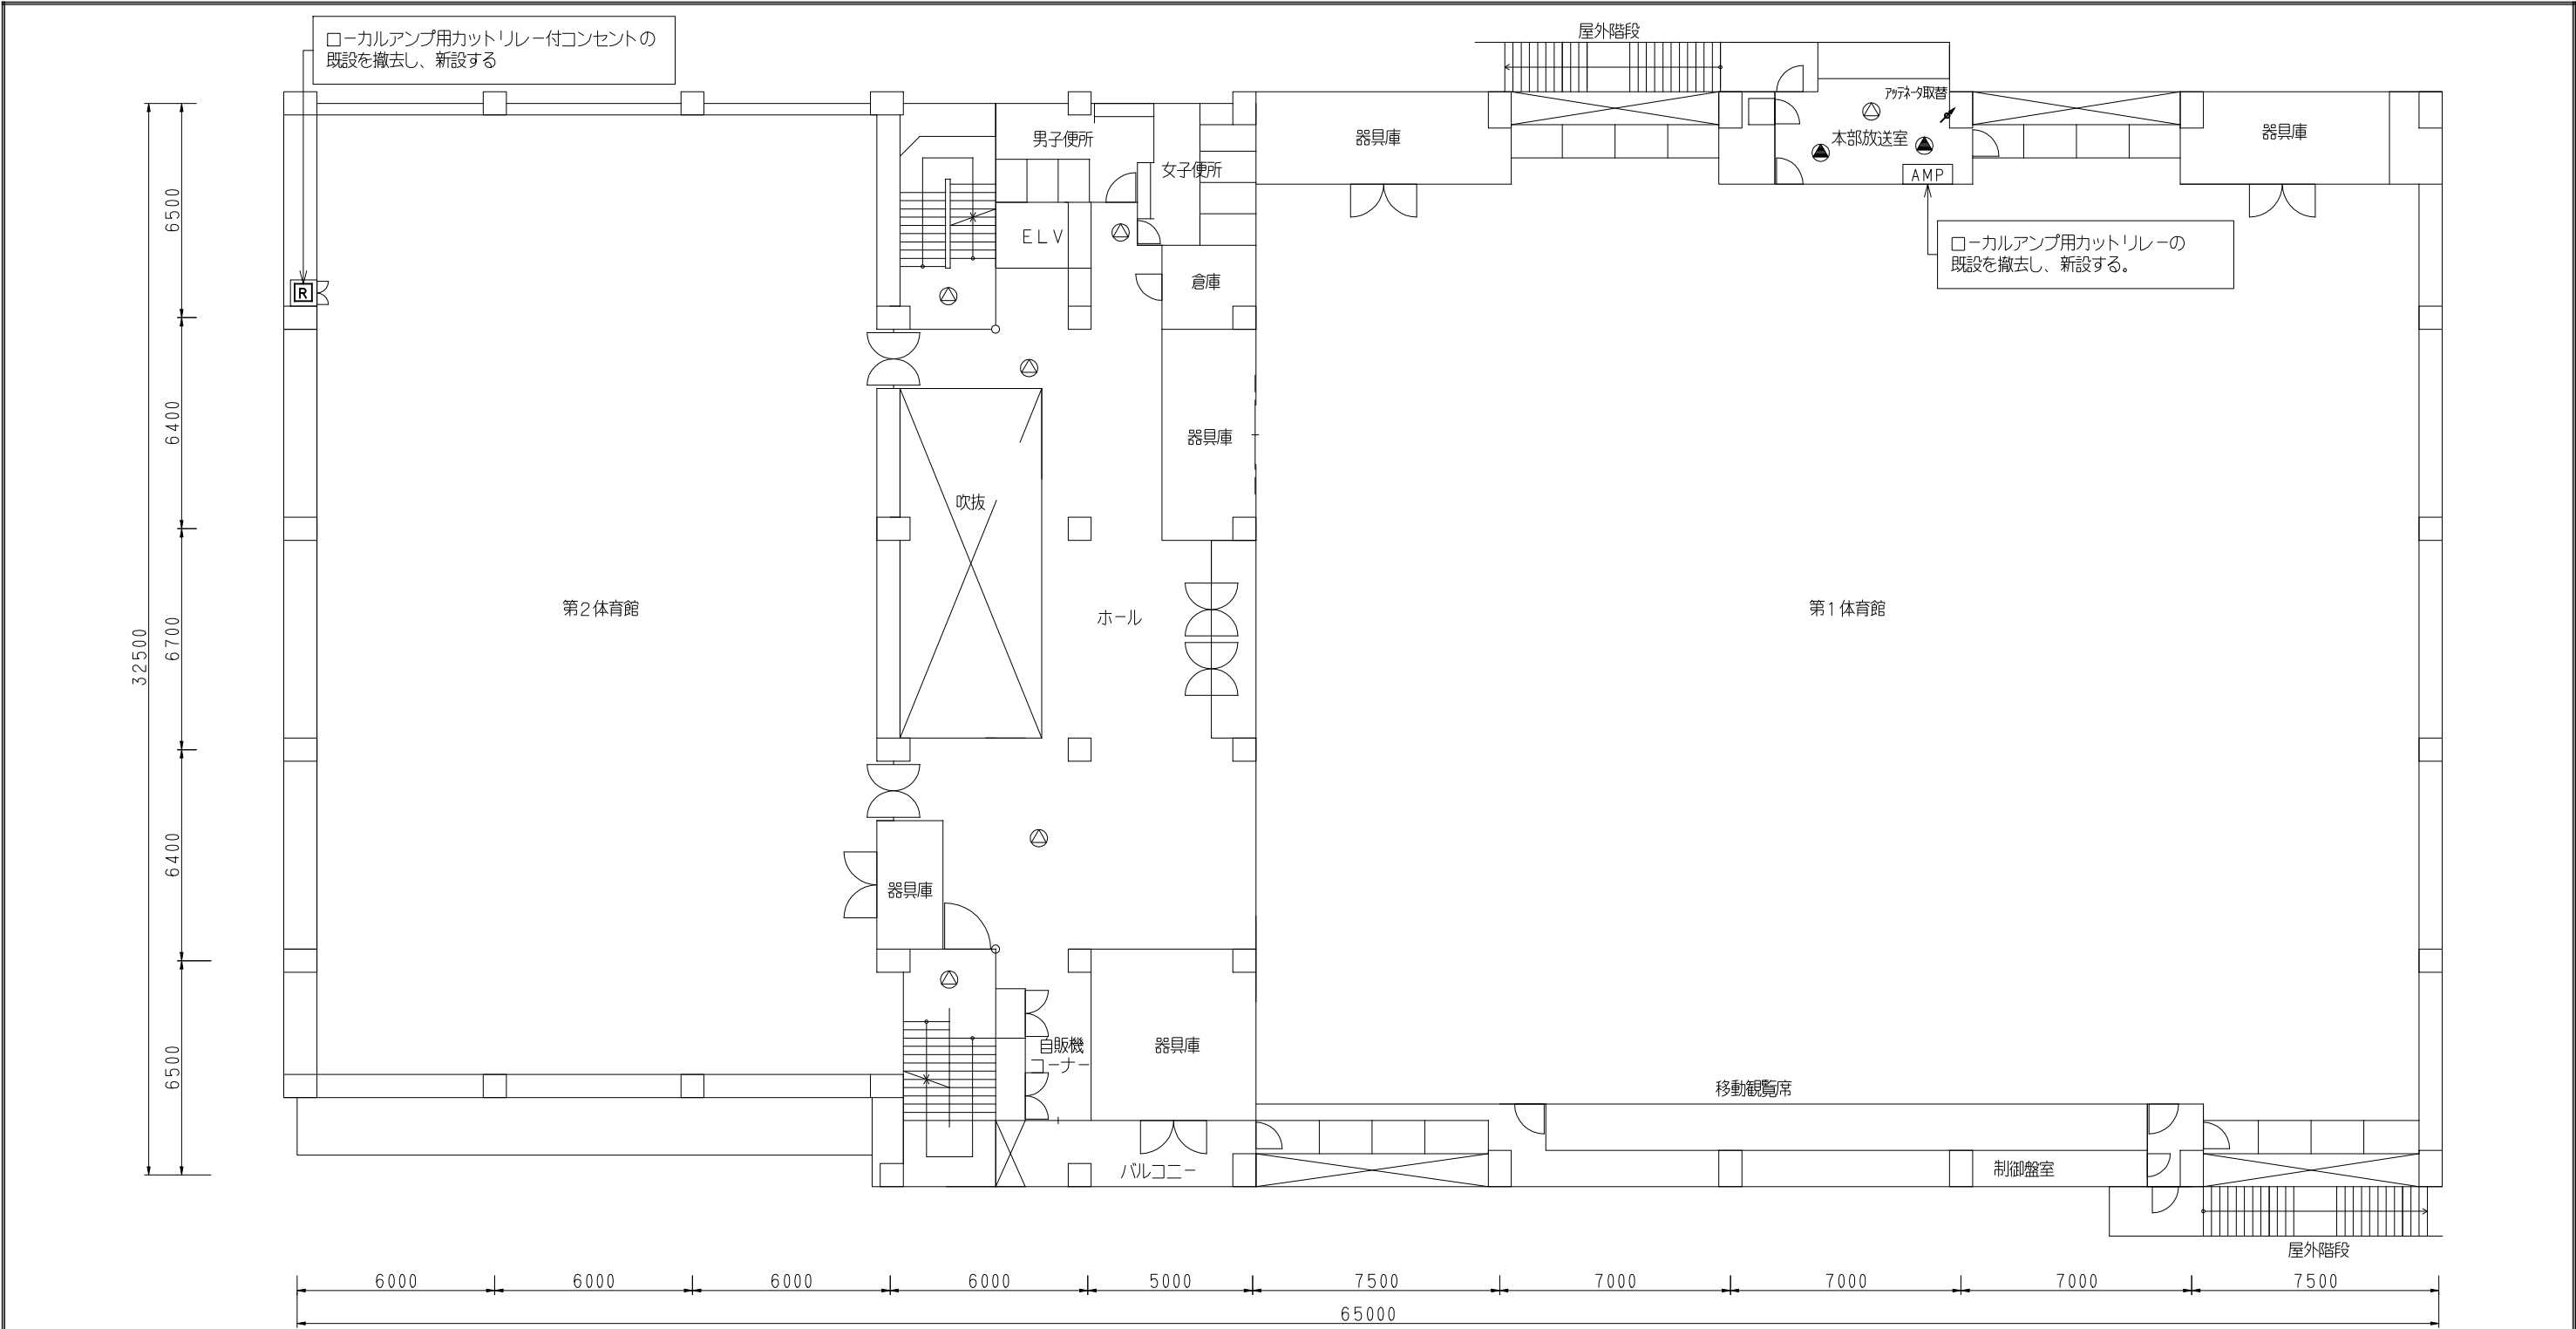 ローカルアンプ用カットリレー付コンセントの
既設を撤去し、新設する
屋外階段
アッテネータ取替
本部放送室
AMP
器具庫
器具庫
男子便所
女子便所
ELV
倉庫
ローカルアンプ用カットリレーの
既設を撤去し、新設する。
R
器具庫
吹抜
第2体育館
ホール
第1体育館
器具庫
自販機
コーナー
器具庫
移動観覧席
バルコニー
制御盤室
屋外階段
32500
6500
6400
6700
6400
6500
6000
6000
6000
6000
5000
7500
7000
7000
7000
7500
65000